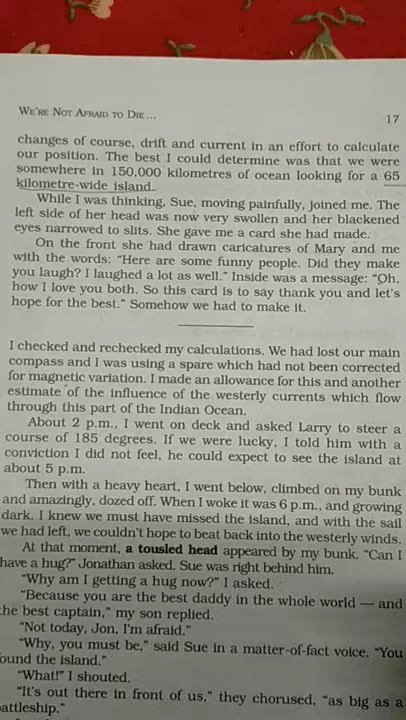 WE'RE NOT AFRAID TO DIE...
17
changes of course, drift and current in an effort to calculate
our position. The best I could determine was that we were
somewhere in 150,000 kilometres of ocean looking for a 65
kilometre-wide island.
While I was thinking, Sue, moving painfully, joined me. The
left side of her head was now very swollen and her blackened
eyes narrowed to slits. She gave me a card she had made.
On the front she had drawn caricatures of Mary and me
with the words: “Here are some funny people. Did they make
you laugh? I laughed a lot as well.” Inside was a message: “Oh,
how I love you both. So this card is to say thank you and let's
hope for the best.” Somehow we had to make it.
I checked and rechecked my calculations. We had lost our main
compass and I was using a spare which had not been corrected
for magnetic variation. I made an allowance for this and another
estimate of the influence of the westerly currents which flow
through this part of the Indian Ocean.
About 2 p.m., I went on deck and asked Larry to steer a
course of 185 degrees. If we were lucky, I told him with a
conviction I did not feel, he could expect to see the island at
about 5 p.m.
Then with a heavy heart, I went below, climbed on my bunk
and amazingly, dozed off. When I woke it was 6 p.m., and growing
dark. I knew we must have missed the island, and with the sail
we had left, we couldn't hope to beat back into the westerly winds.
At that moment, a tousled head appeared by my bunk. “Can I
have a hug?” Jonathan asked. Sue was right behind him.
“Why am I getting a hug now?” I asked.
“Because you are the best daddy in the whole world — and
the best captain,” my son replied.
“Not today, Jon, I'm afraid.”
“Why, you must be,” said Sue in a matter-of-fact voice. “You
found the island.”
“What!” I shouted.
“It's out there in front of us,” they chorused, “as big as a
battleship.”